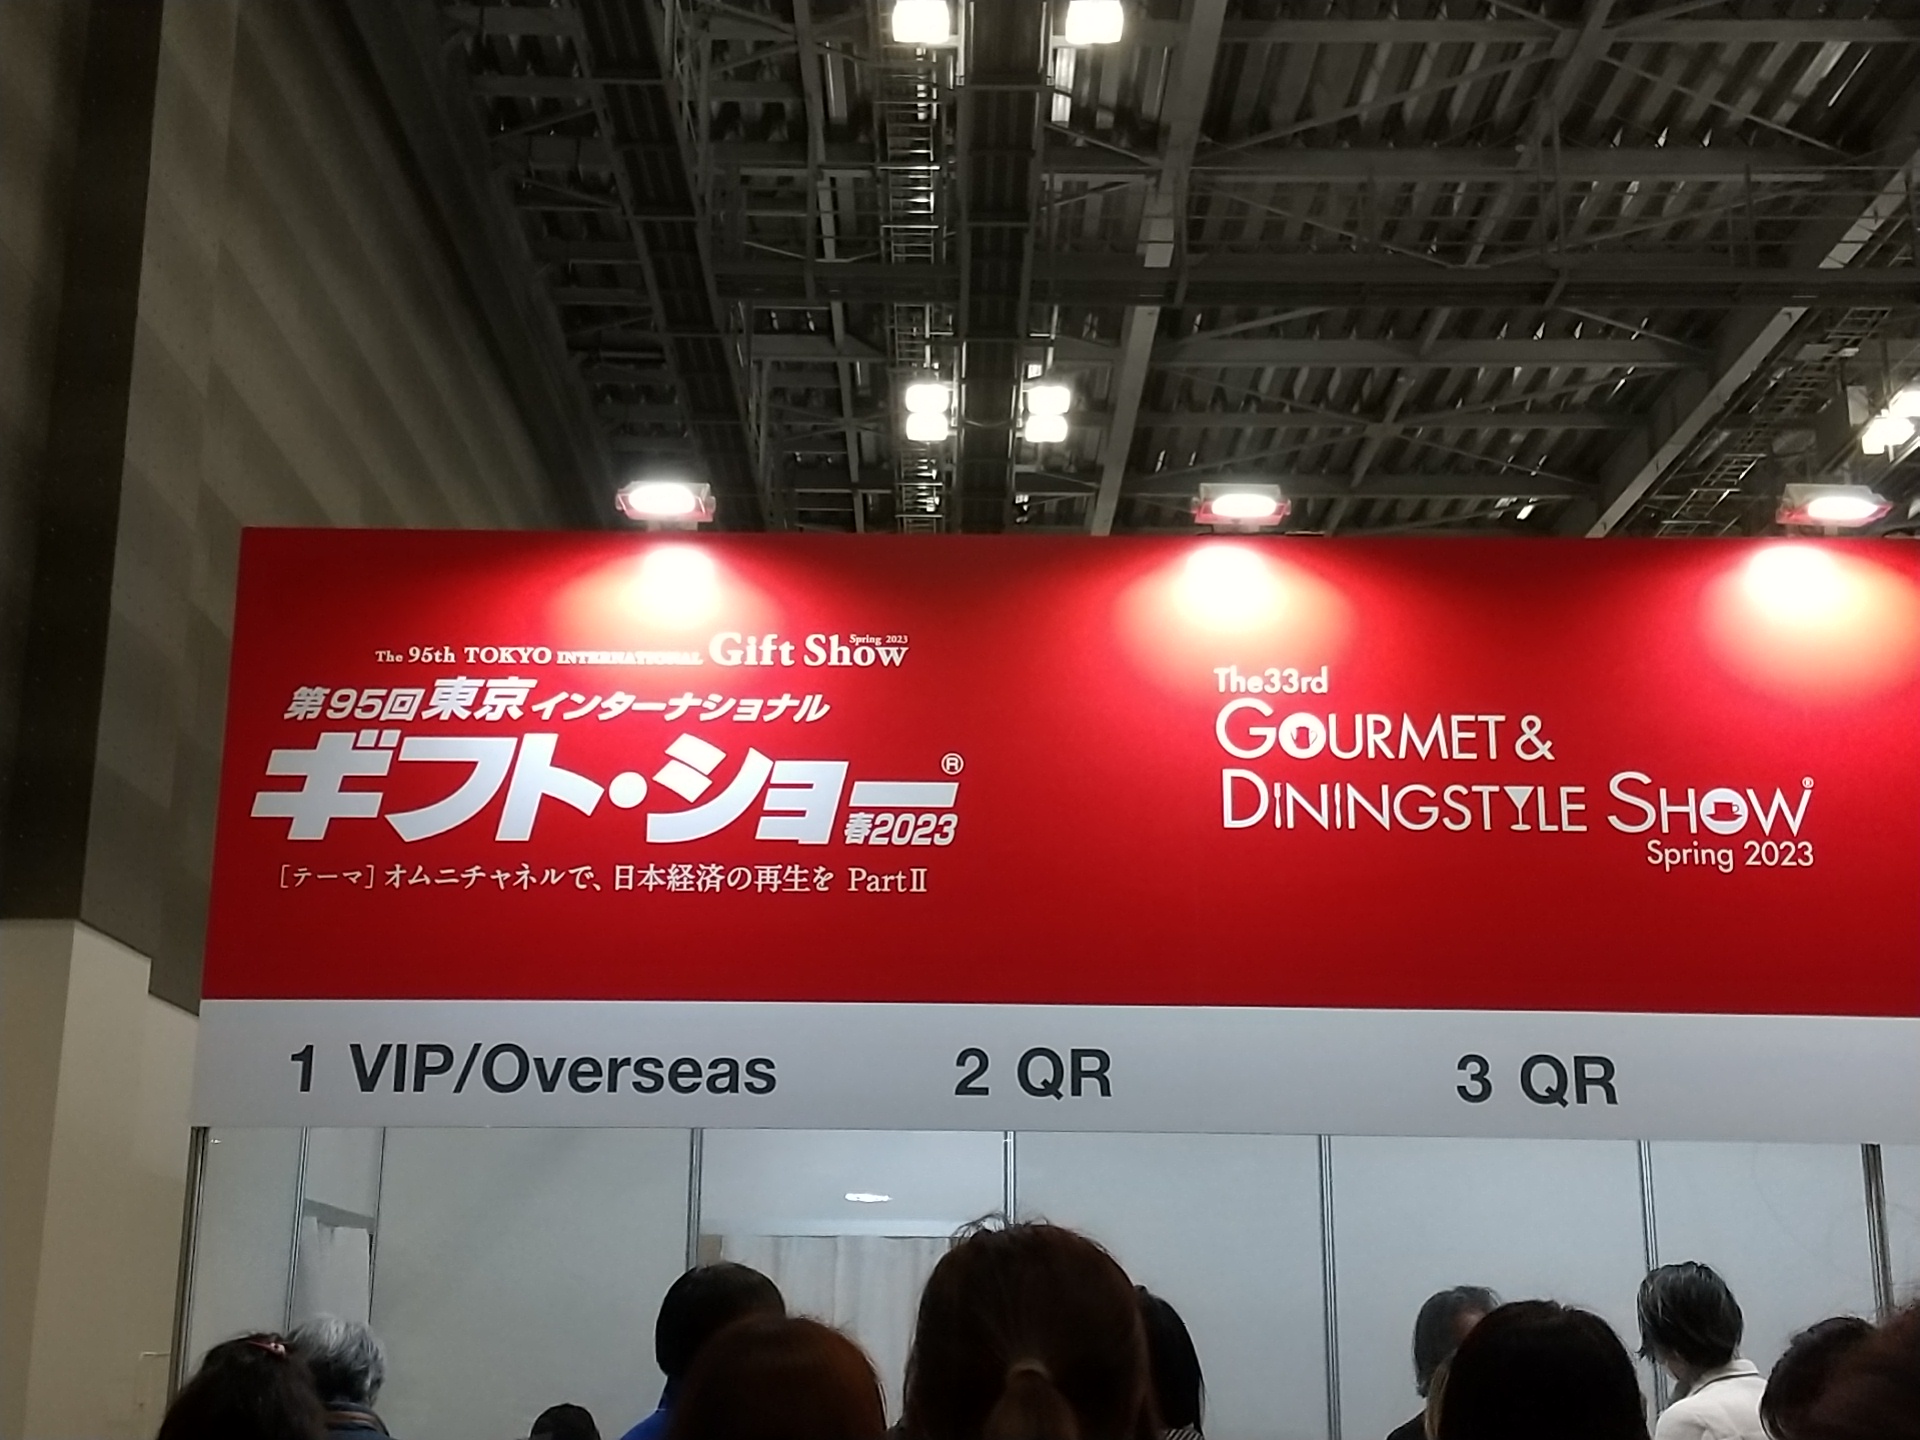 The 95th TOKYO INTERNATIONAL Gift Show Spring 2023
第95回東京インターナショナル
ギフト・ショー®
春2023
［テーマ］オムニチャネルで、日本経済の再生を PartⅡ
The33rd
GOURMET &
DININGSTYLE SHOW®
Spring 2023
1 VIP/Overseas
2 QR
3 QR